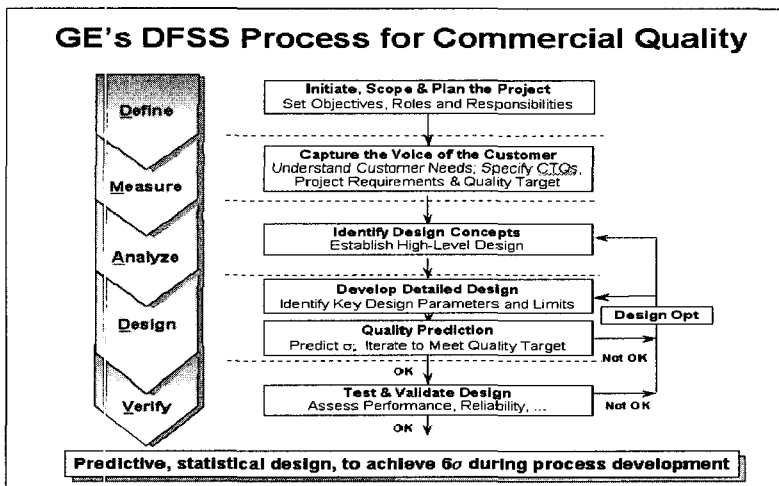 GE's DFSS Process for Commercial Quality
Define
Initiate, Scope & Plan the Project
Set Objectives, Roles and Responsibilities
Measure
Capture the Voice of the Customer
Understand Customer Needs; Specify CTQs,
Project Requirements & Quality Target
Analyze
Identify Design Concepts
Establish High-Level Design
Design
Develop Detailed Design
Identify Key Design Parameters and Limits
Design Opt
Quality Prediction
Predict σ, Iterate to Meet Quality Target
Not OK
OK
Verify
Test & Validate Design
Assess Performance, Reliability, ...
Not OK
OK
Predictive, statistical design, to achieve 6σ during process development